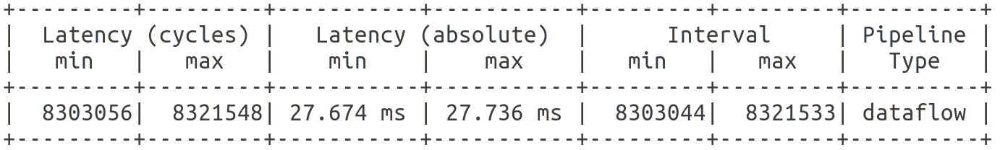 +---------+---------+-----------+-----------+---------+---------+----------+
|  Latency (cycles) |   Latency (absolute)  |      Interval     | Pipeline |
|   min   |   max   |    min    |    max    |   min   |   max   |   Type   |
+---------+---------+-----------+-----------+---------+---------+----------+
|  8303056|  8321548| 27.674 ms | 27.736 ms |  8303044|  8321533| dataflow |
+---------+---------+-----------+-----------+---------+---------+----------+